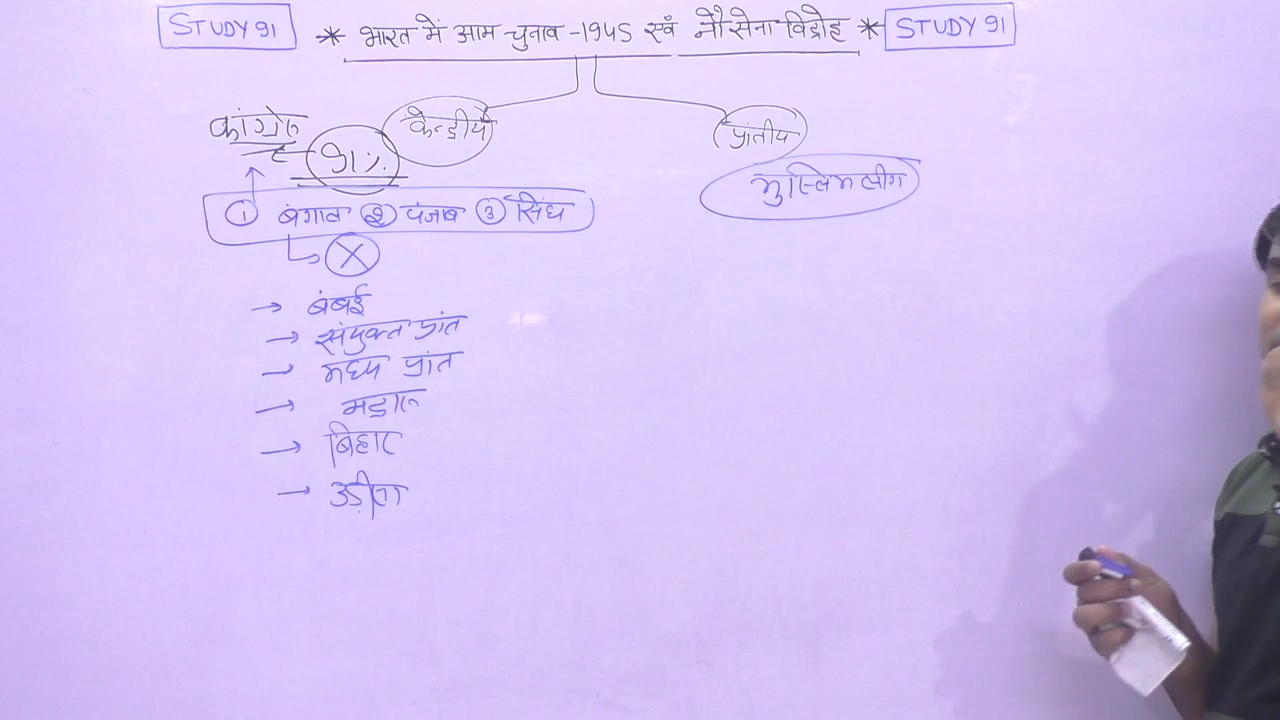 STUDY 91 * भारत में आम चुनाव -1945 एवं नौसेना विद्रोह * STUDY 91
कांग्रेस केन्द्रीय प्रांतीय
91%
मुस्लिम लीग
① बंगाल ② पंजाब ③ सिंध
X
→ बंबई
→ संयुक्त प्रांत
→ मध्य प्रांत
→ मद्रास
→ बिहार
→ उड़ीसा